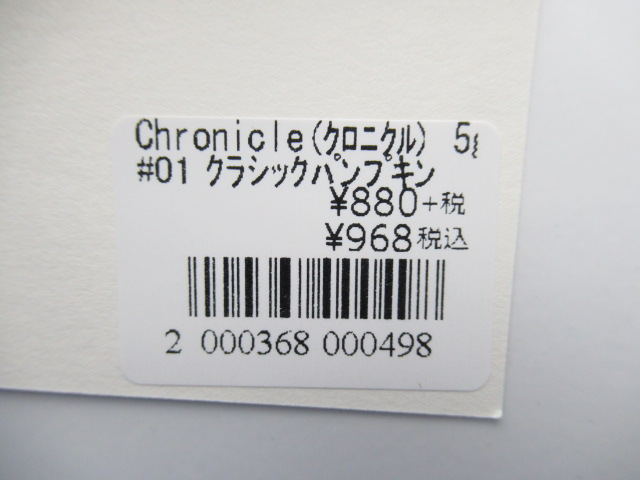 Chronicle(クロニクル) 5
#01 クラシックパンプキン
¥880+税
¥968税込
2 000368 000498